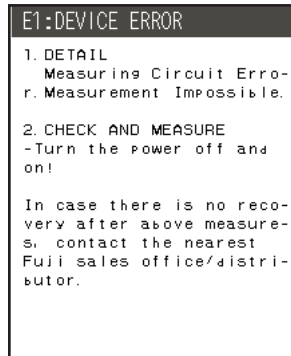 E1:DEVICE ERROR
1. DETAIL
Measuring Circuit Erro-
r. Measurement Impossible.
2. CHECK AND MEASURE
-Turn the power off and
on!
In case there is no reco-
very after above measure-
s, contact the nearest
Fuji sales office/distri-
butor.